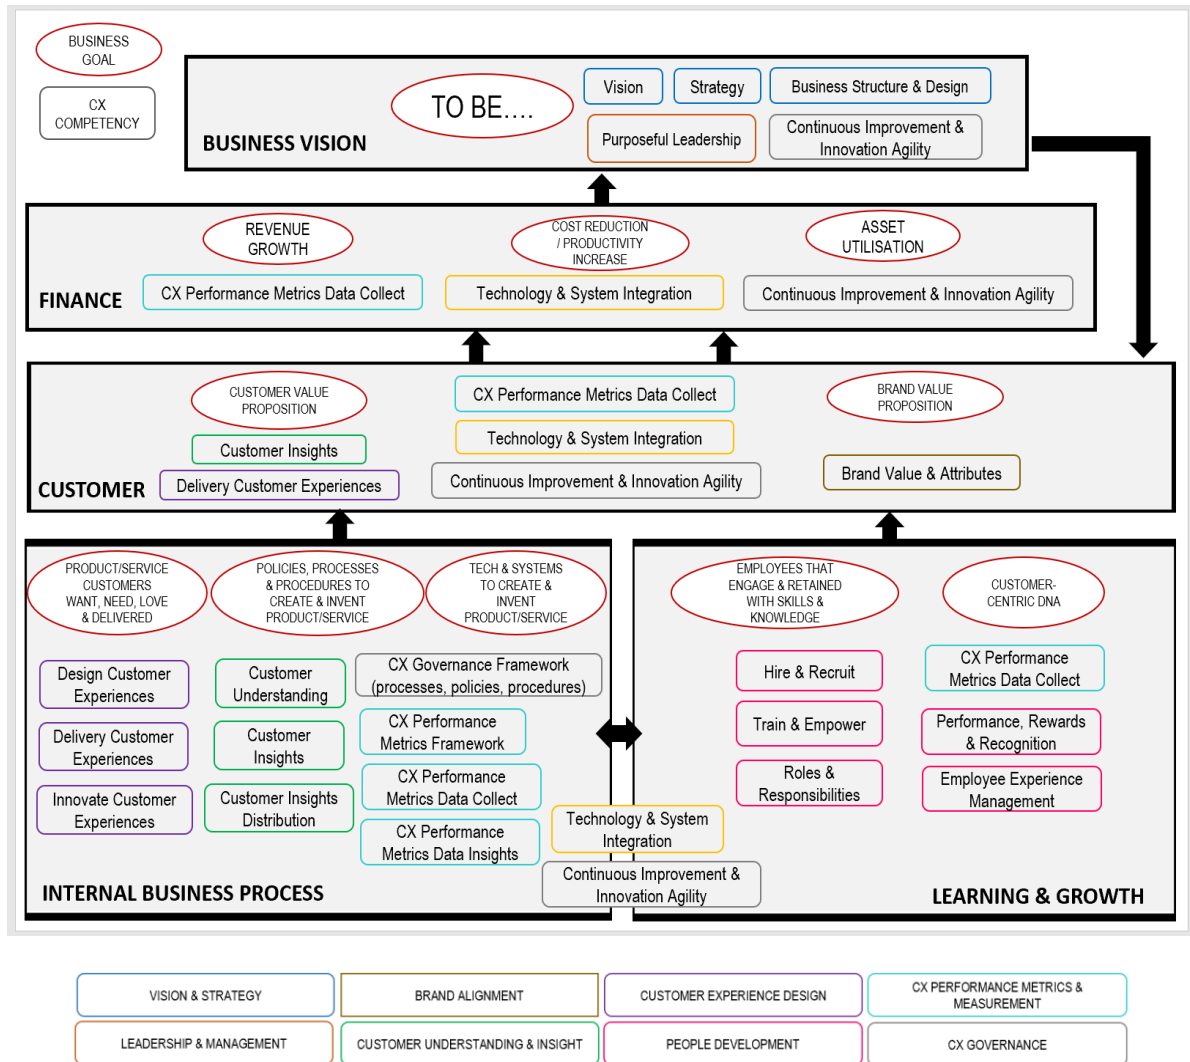 BUSINESS
GOAL
CX
COMPETENCY
TO BE....
Vision
Strategy
Business Structure & Design
Purposeful Leadership
Continuous Improvement &
Innovation Agility
BUSINESS VISION
REVENUE
GROWTH
COST REDUCTION
/ PRODUCTIVITY
INCREASE
ASSET
UTILISATION
CX Performance Metrics Data Collect
Technology & System Integration
Continuous Improvement & Innovation Agility
FINANCE
CUSTOMER VALUE
PROPOSITION
Customer Insights
Delivery Customer Experiences
CX Performance Metrics Data Collect
Technology & System Integration
Continuous Improvement & Innovation Agility
BRAND VALUE
PROPOSITION
Brand Value & Attributes
CUSTOMER
PRODUCT/SERVICE
CUSTOMERS
WANT, NEED, LOVE
& DELIVERED
POLICIES, PROCESSES
& PROCEDURES TO
CREATE & INVENT
PRODUCT/SERVICE
TECH & SYSTEMS
TO CREATE &
INVENT
PRODUCT/SERVICE
Design Customer
Experiences
Delivery Customer
Experiences
Innovate Customer
Experiences
Customer
Understanding
Customer
Insights
Customer Insights
Distribution
CX Governance Framework
(processes, policies, procedures)
CX Performance
Metrics Framework
CX Performance
Metrics Data Collect
CX Performance
Metrics Data Insights
Technology & System
Integration
Continuous Improvement &
Innovation Agility
INTERNAL BUSINESS PROCESS
EMPLOYEES THAT
ENGAGE & RETAINED
WITH SKILLS &
KNOWLEDGE
CUSTOMER-
CENTRIC DNA
Hire & Recruit
Train & Empower
Roles &
Responsibilities
CX Performance
Metrics Data Collect
Performance, Rewards
& Recognition
Employee Experience
Management
LEARNING & GROWTH
VISION & STRATEGY
BRAND ALIGNMENT
CUSTOMER EXPERIENCE DESIGN
CX PERFORMANCE METRICS &
MEASUREMENT
LEADERSHIP & MANAGEMENT
CUSTOMER UNDERSTANDING & INSIGHT
PEOPLE DEVELOPMENT
CX GOVERNANCE